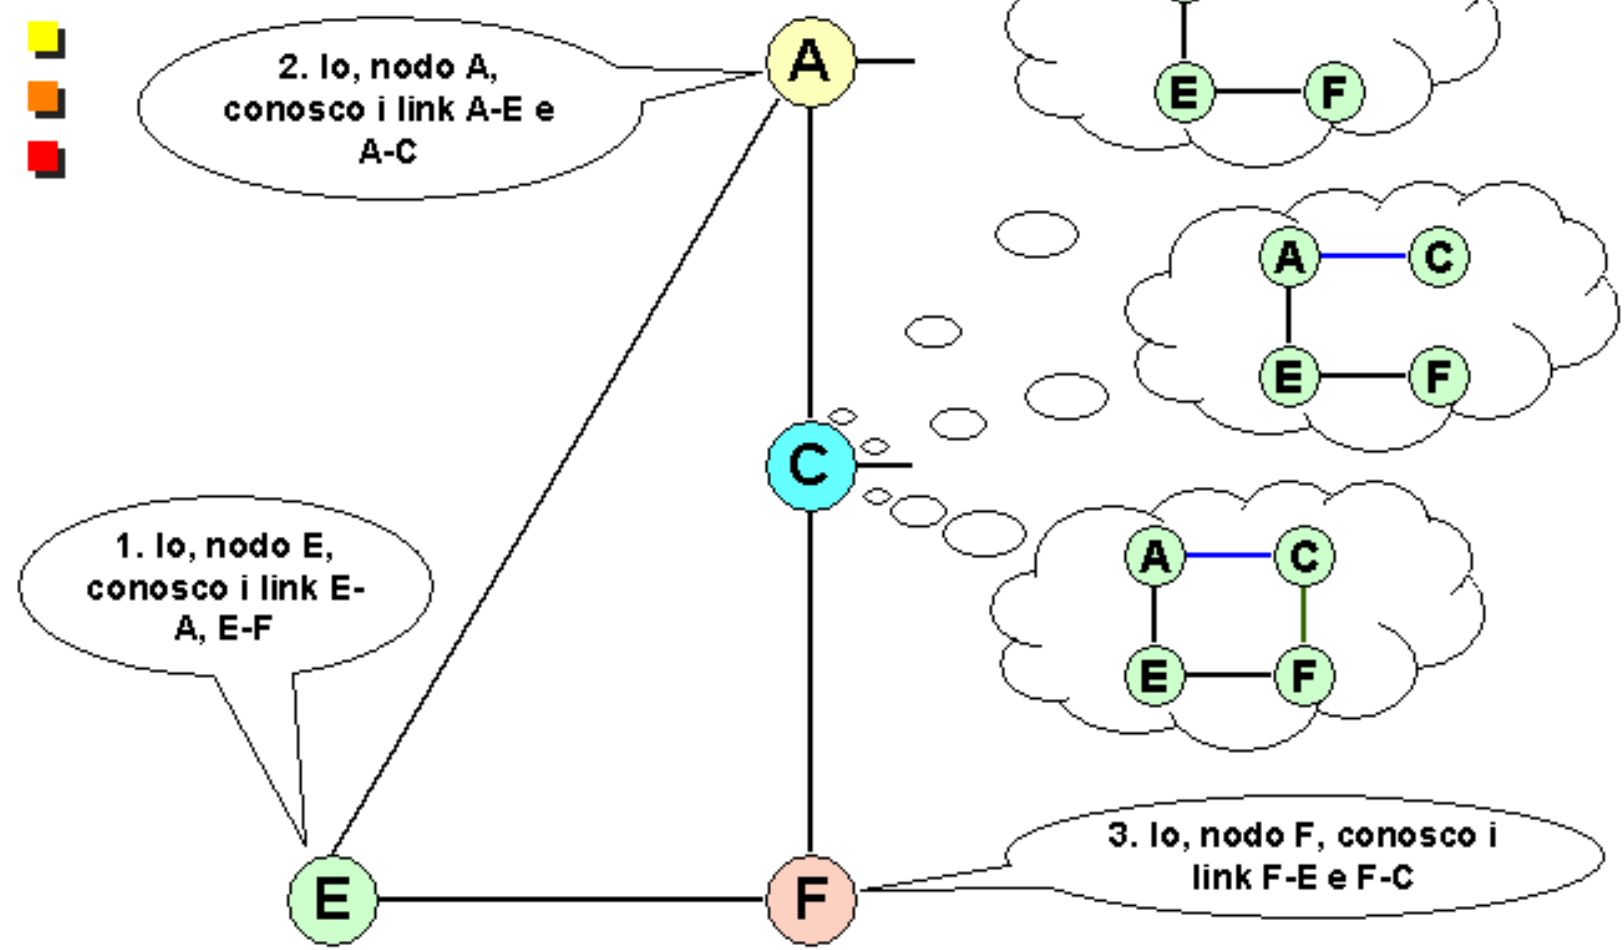 2. Io, nodo A,
conosco i link A-E e
A-C
A
E F
A C
E F
C
1. Io, nodo E,
conosco i link E-
A, E-F
A C
E F
3. Io, nodo F, conosco i
link F-E e F-C
E F